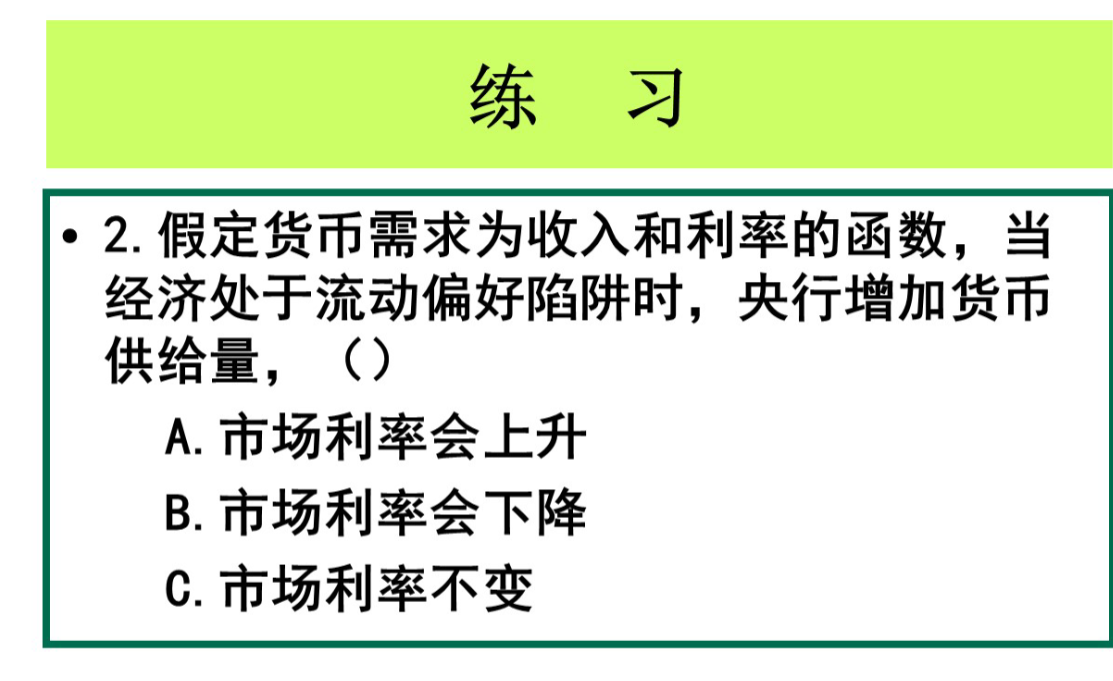 练 习
• 2.假定货币需求为收入和利率的函数，当
经济处于流动偏好陷阱时，央行增加货币
供给量，（）
A.市场利率会上升
B.市场利率会下降
C.市场利率不变